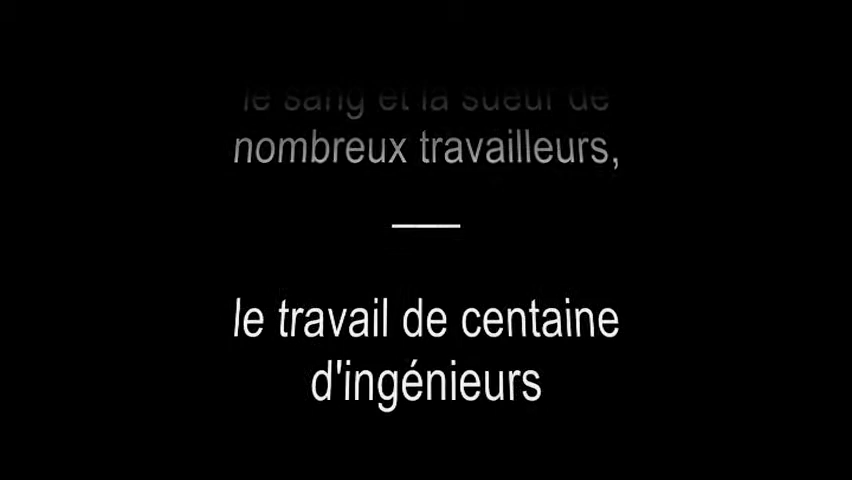 le sang et la sueur de
nombreux travailleurs,
le travail de centaine
d'ingénieurs